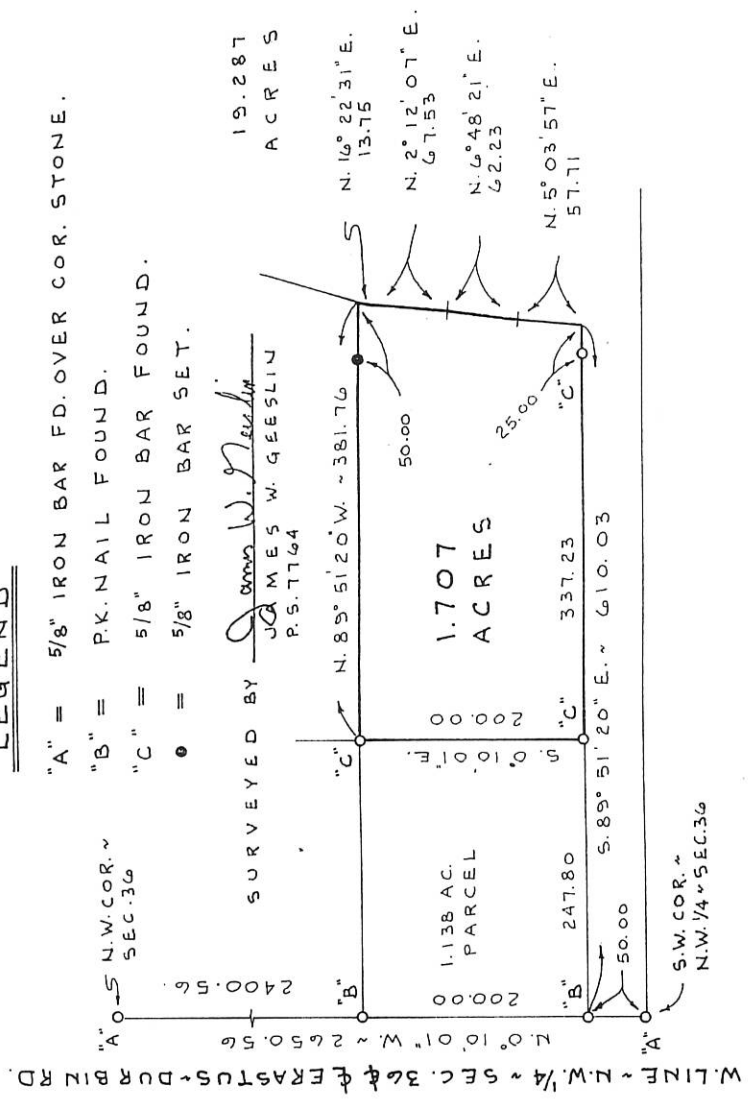 LEGEND
"A" = 5/8" IRON BAR FD. OVER COR. STONE.
"B" = P.K. NAIL FOUND.
"C" = 5/8" IRON BAR FOUND.
● = 5/8" IRON BAR SET.
SURVEYED BY James W. Geeslin
JAMES W. GEESLIN
P.S. 7764
19.287
ACRES
"A"
N.W. COR. ~
SEC. 36
2400.56
N. 0° 10' 01" W. ~ 2650.56
W. LINE ~ N.W. 1/4 ~ SEC. 36 & ℄ ERASTUS ~ DURBIN RD.
"B"
200.00
"B"
50.00
"A"
S.W. COR. ~
N.W. 1/4 ~ SEC. 36
1.138 AC.
PARCEL
247.80
"C"
S. 0° 10' 01" E.
200.00
"C"
N. 89° 51' 20" W. ~ 381.76
50.00
1.707
ACRES
337.23
25.00
"C"
S. 89° 51' 20" E. ~ 610.03
N. 16° 22' 31" E.
13.75
N. 2° 12' 07" E.
67.53
N. 6° 48' 21" E.
62.23
N. 5° 03' 57" E.
57.71